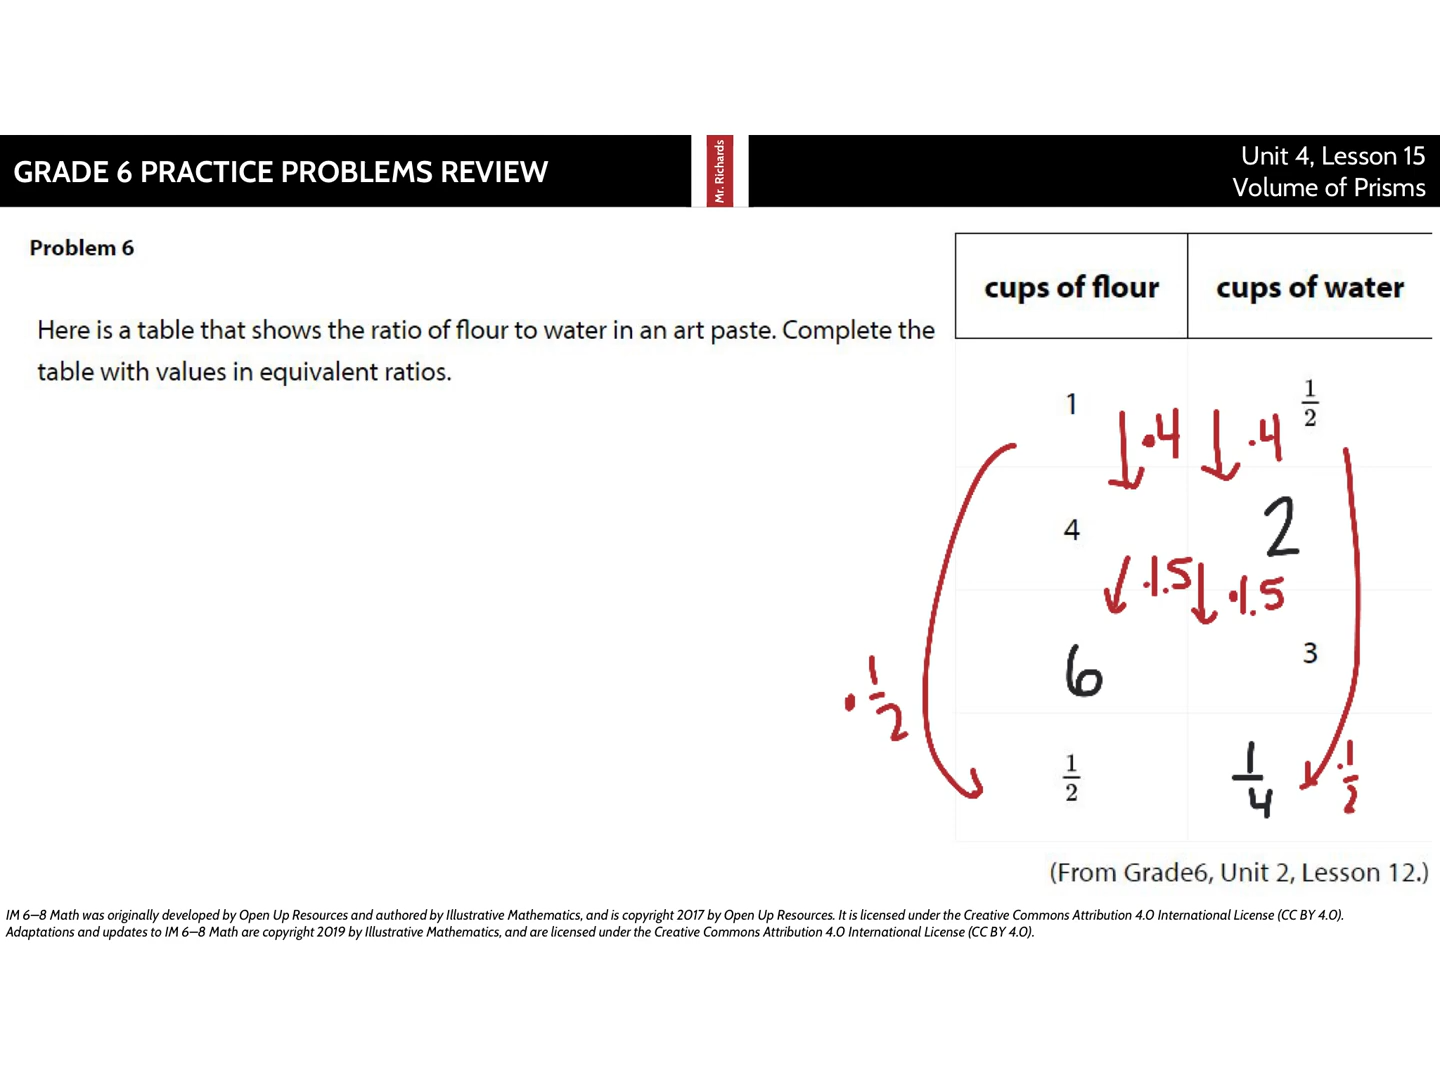 GRADE 6 PRACTICE PROBLEMS REVIEW
Mr. Richards
Unit 4, Lesson 15
Volume of Prisms
Problem 6
Here is a table that shows the ratio of flour to water in an art paste. Complete the
table with values in equivalent ratios.
cups of flour cups of water
1 1/2
·4 ·4
4 2
·1.5 ·1.5
6 3
·1/2
1/2 1/4 ·1/2
(From Grade6, Unit 2, Lesson 12.)
IM 6–8 Math was originally developed by Open Up Resources and authored by Illustrative Mathematics, and is copyright 2017 by Open Up Resources. It is licensed under the Creative Commons Attribution 4.0 International License (CC BY 4.0).
Adaptations and updates to IM 6–8 Math are copyright 2019 by Illustrative Mathematics, and are licensed under the Creative Commons Attribution 4.0 International License (CC BY 4.0).